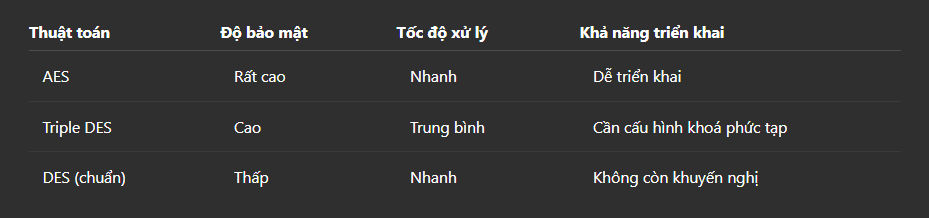 Thuật toán Độ bảo mật Tốc độ xử lý Khả năng triển khai
AES Rất cao Nhanh Dễ triển khai
Triple DES Cao Trung bình Cần cấu hình khoá phức tạp
DES (chuẩn) Thấp Nhanh Không còn khuyến nghị